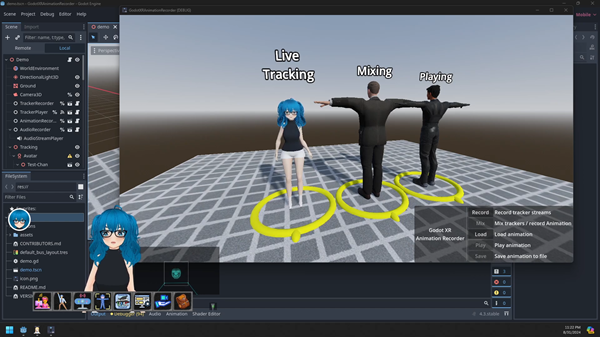 demo.tscn - GodotXRAnimationRecorder - Godot Engine
GodotXRAnimationRecorder (DEBUG)
Scene Project Debug Editor Help
Mobile
Scene Import
demo
Filter: name, t:type,
Perspective
Remote Local
Demo
WorldEnvironment
DirectionalLight3D
Ground
Camera3D
TrackerRecorder
TrackerPlayer
AnimationRecor...
AudioRecorder
AudioStreamPlayer
Tracking
Avatar
Test-Chan
Live
Tracking
Mixing
Playing
FileSystem
res://
Filter Files
Favorites:
assets
CONTRIBUTORS.md
default_bus_layout.tres
demo.gd
demo.tscn
icon.png
README.md
VERSI
Godot XR
Animation Recorder
Record Record tracker streams
Mix Mix trackers / record Animation
Load Load animation
Play Play animation
Save Save animation to file
Output Debugger Audio Animation Shader Editor
4.3.stable
11:33 PM
8/31/2024